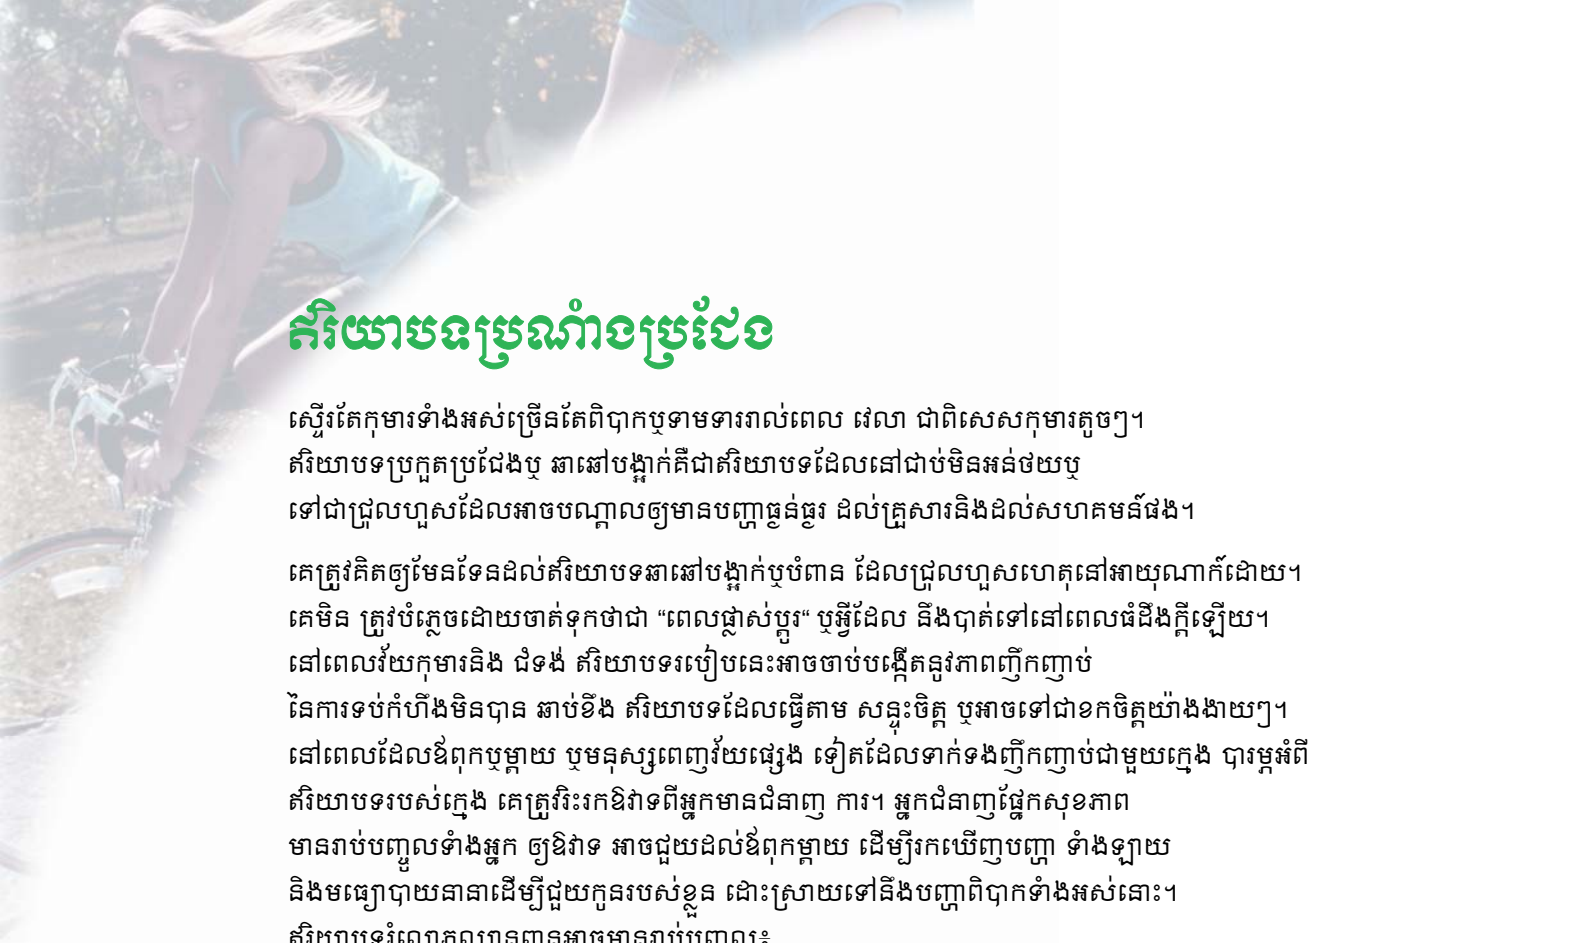 ឥរិយាបទប្រណាំងប្រជែង
ស្ទើរតែកុមារទាំងអស់ច្រើនតែពិបាកឬទាមទាររាល់ពេល វេលា ជាពិសេសកុមារតូចៗ។
ឥរិយាបទប្រកួតប្រជែងឬ ឆាឆៅបង្អាក់គឺជាឥរិយាបទដែលនៅជាប់មិនអន់ថយឬ
ទៅជាជ្រុលហួសដែលអាចបណ្តាលឲ្យមានបញ្ហាធ្ងន់ធ្ងរ ដល់គ្រួសារនិងដល់សហគមន៍ផង។
គេត្រូវគិតឲ្យមែនទែនដល់ឥរិយាបទឆាឆៅបង្អាក់ឬបំពាន ដែលជ្រុលហួសហេតុនៅអាយុណាក៍ដោយ។
គេមិន ត្រូវបំភ្លេចដោយចាត់ទុកថាជា “ពេលផ្លាស់ប្តូរ“ ឬអ្វីដែល នឹងបាត់ទៅនៅពេលធំដឹងក្តីឡើយ។
នៅពេលវ័យកុមារនិង ជំទង់ ឥរិយាបទរបៀបនេះអាចចាប់បង្កើតនូវភាពញឹកញាប់
នៃការទប់កំហឹងមិនបាន ឆាប់ខឹង ឥរិយាបទដែលធ្វើតាម សន្ទុះចិត្ត ឬអាចទៅជាខកចិត្តយ៉ាងងាយៗ។
នៅពេលដែលឪពុកឬម្តាយ ឬមនុស្សពេញវ័យផ្សេង ទៀតដែលទាក់ទងញឹកញាប់ជាមួយក្មេង បារម្ភអំពី
ឥរិយាបទរបស់ក្មេង គេត្រូវរិះរកឱវាទពីអ្នកមានជំនាញ ការ។ អ្នកជំនាញផ្នែកសុខភាព
មានរាប់បញ្ចូលទាំងអ្នក ឲ្យឱវាទ អាចជួយដល់ឪពុកម្តាយ ដើម្បីរកឃើញបញ្ហា ទាំងឡាយ
និងមធ្យោបាយនានាដើម្បីជួយកូនរបស់ខ្លួន ដោះស្រាយទៅនឹងបញ្ហាពិបាកទាំងអស់នោះ។